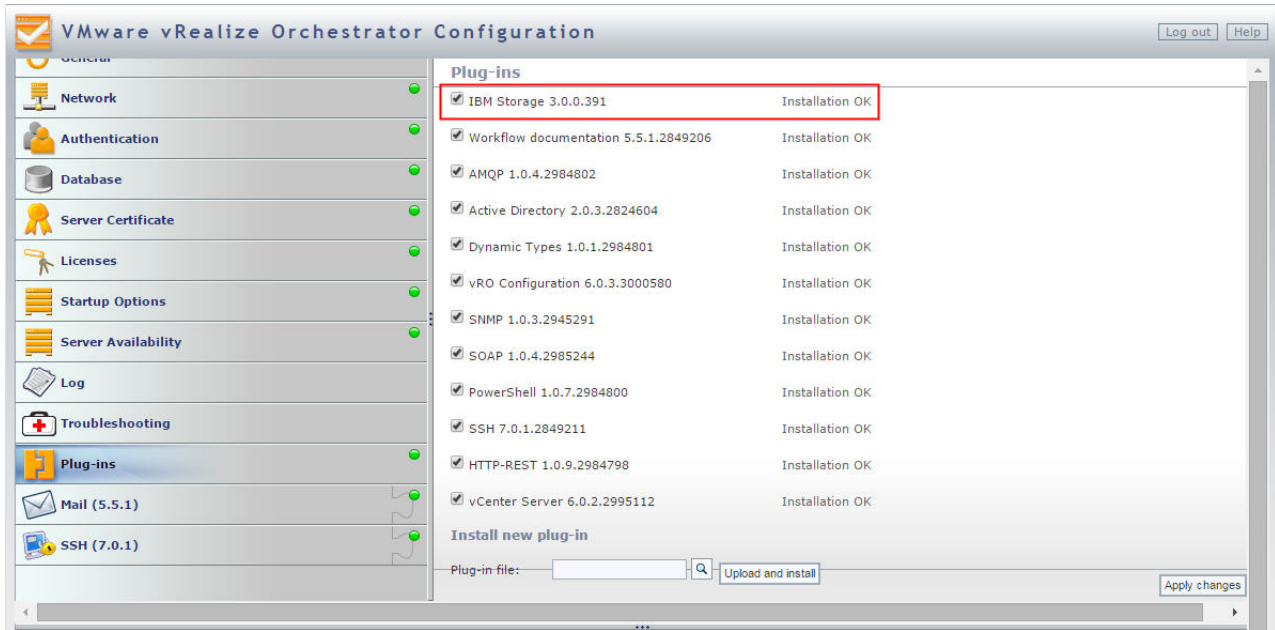 VMware vRealize Orchestrator Configuration
Log out
Help
General
Network
Authentication
Database
Server Certificate
Licenses
Startup Options
Server Availability
Log
Troubleshooting
Plug-ins
Mail (5.5.1)
SSH (7.0.1)
Plug-ins
IBM Storage 3.0.0.391 Installation OK
Workflow documentation 5.5.1.2849206 Installation OK
AMQP 1.0.4.2984802 Installation OK
Active Directory 2.0.3.2824604 Installation OK
Dynamic Types 1.0.1.2984801 Installation OK
vRO Configuration 6.0.3.3000580 Installation OK
SNMP 1.0.3.2945291 Installation OK
SOAP 1.0.4.2985244 Installation OK
PowerShell 1.0.7.2984800 Installation OK
SSH 7.0.1.2849211 Installation OK
HTTP-REST 1.0.9.2984798 Installation OK
vCenter Server 6.0.2.2995112 Installation OK
Install new plug-in
Plug-in file: Upload and install
Apply changes